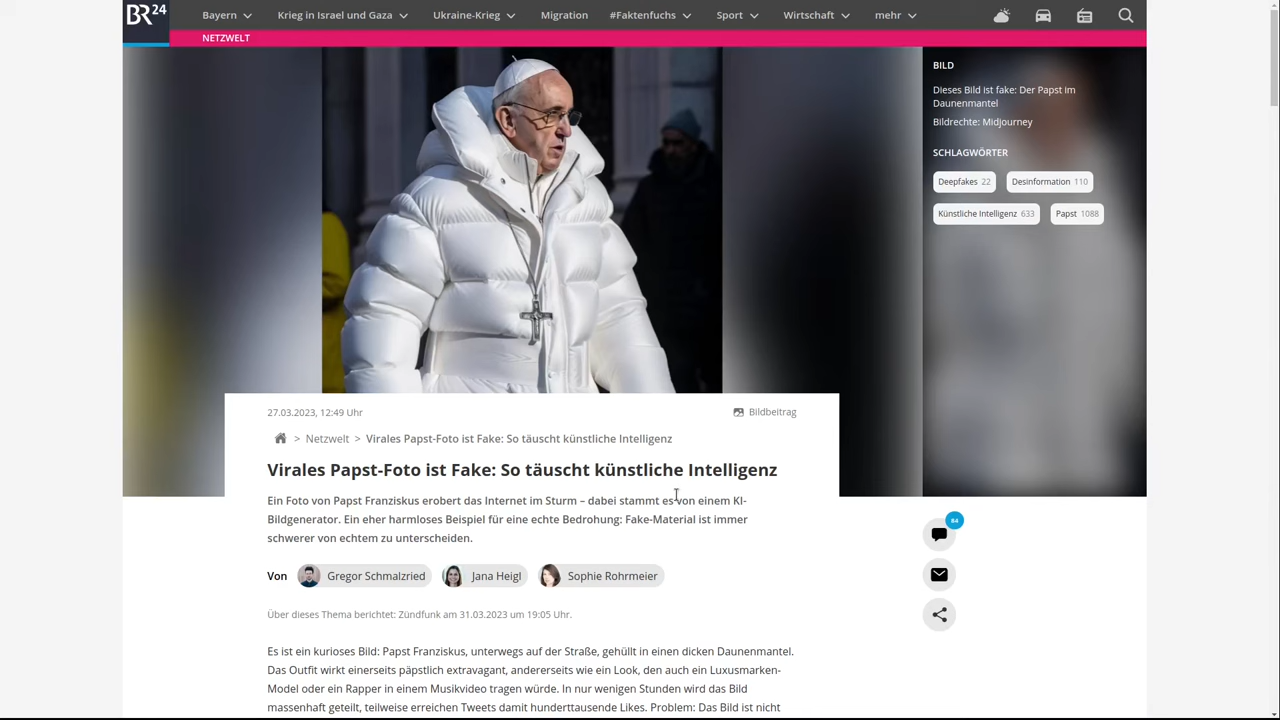 BR24
Bayern
Krieg in Israel und Gaza
Ukraine-Krieg
Migration
#Faktenfuchs
Sport
Wirtschaft
mehr
NETZWELT
BILD
Dieses Bild ist fake: Der Papst im
Daunenmantel
Bildrechte: Midjourney
SCHLAGWÖRTER
Deepfakes 22
Desinformation 110
Künstliche Intelligenz 633
Papst 1088
27.03.2023, 12:49 Uhr
Bildbeitrag
> Netzwelt > Virales Papst-Foto ist Fake: So täuscht künstliche Intelligenz
Virales Papst-Foto ist Fake: So täuscht künstliche Intelligenz
Ein Foto von Papst Franziskus erobert das Internet im Sturm – dabei stammt es von einem KI-
Bildgenerator. Ein eher harmloses Beispiel für eine echte Bedrohung: Fake-Material ist immer
schwerer von echtem zu unterscheiden.
84
Von Gregor Schmalzried Jana Heigl Sophie Rohrmeier
Über dieses Thema berichtet: Zündfunk am 31.03.2023 um 19:05 Uhr.
Es ist ein kurioses Bild: Papst Franziskus, unterwegs auf der Straße, gehüllt in einen dicken Daunenmantel.
Das Outfit wirkt einerseits päpstlich extravagant, andererseits wie ein Look, den auch ein Luxusmarken-
Model oder ein Rapper in einem Musikvideo tragen würde. In nur wenigen Stunden wird das Bild
massenhaft geteilt, teilweise erreichen Tweets damit hunderttausende Likes. Problem: Das Bild ist nicht